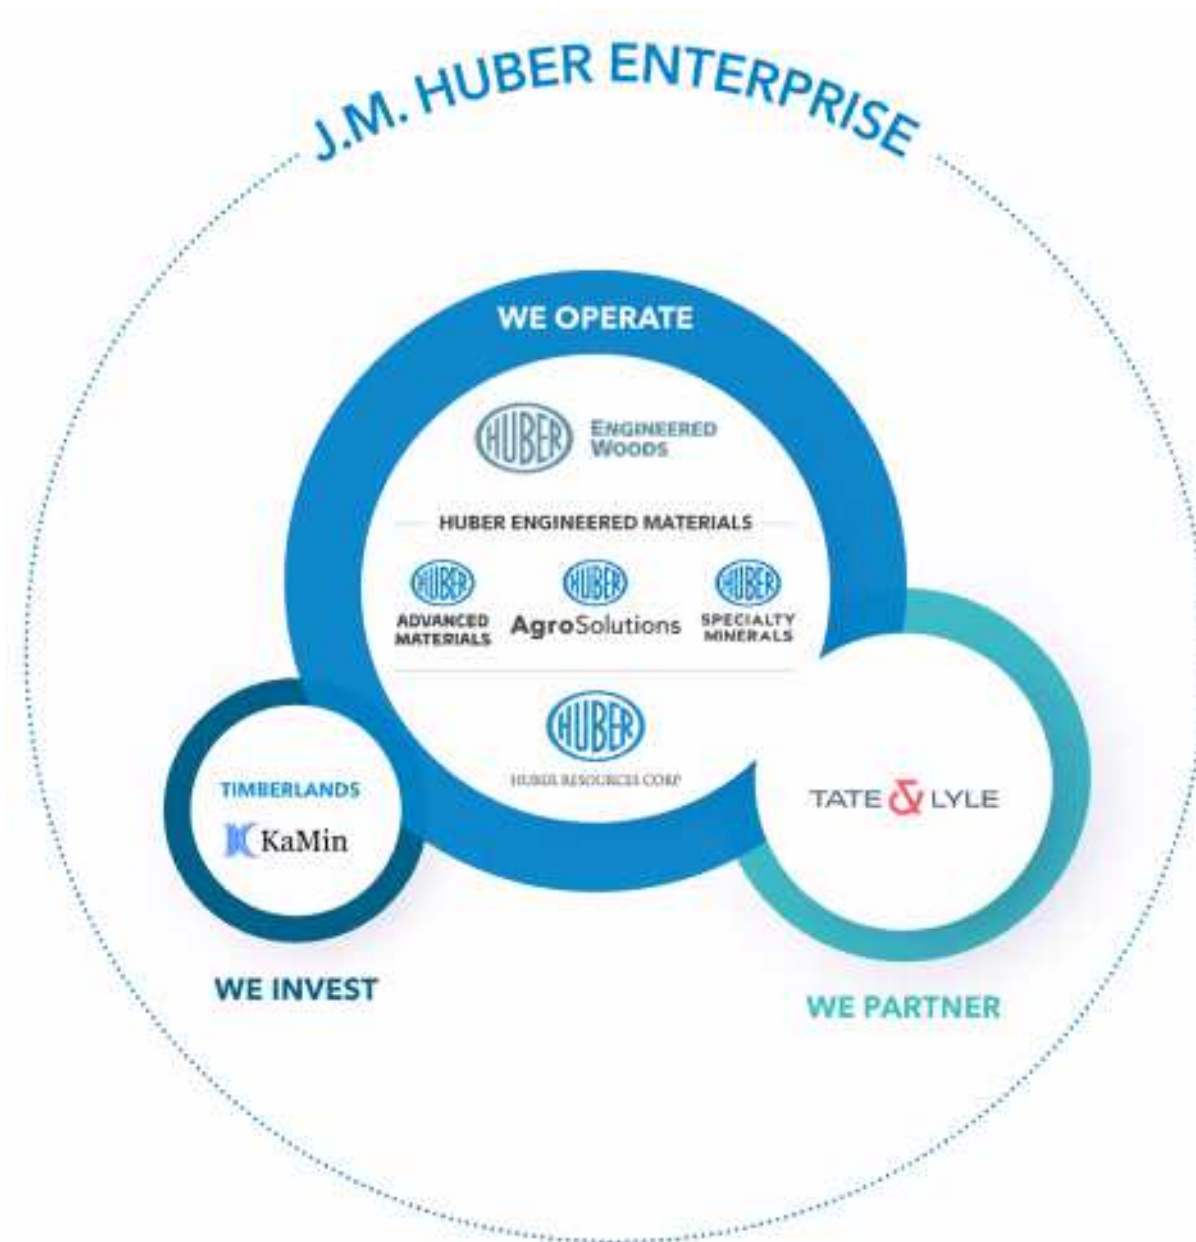 J.M. HUBER ENTERPRISE
WE OPERATE
HUBER
ENGINEERED
WOODS
HUBER ENGINEERED MATERIALS
HUBER
ADVANCED
MATERIALS
HUBER
AgroSolutions
HUBER
SPECIALTY
MINERALS
HUBER
HUBER RESOURCES CORP
TIMBERLANDS
KaMin
WE INVEST
TATE & LYLE
WE PARTNER